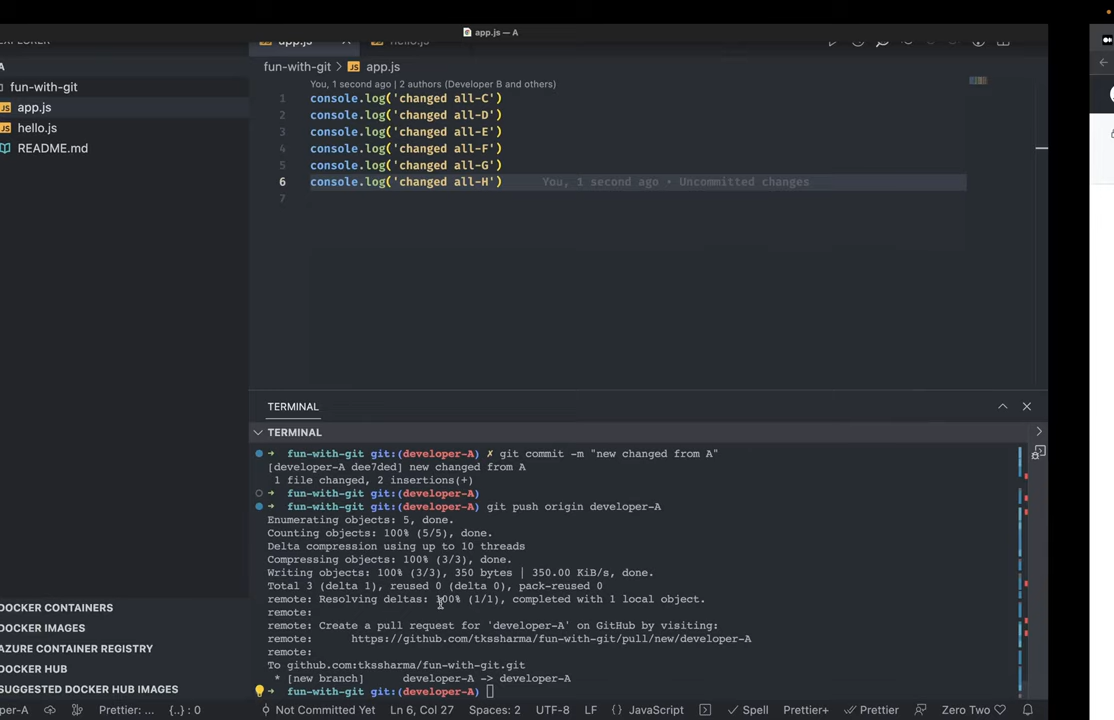 app.js — A
EXPLORER
app.js
hello.js
A
fun-with-git > JS app.js
fun-with-git
You, 1 second ago | 2 authors (Developer B and others)
JS app.js
1 console.log('changed all-C')
JS hello.js
2 console.log('changed all-D')
README.md
3 console.log('changed all-E')
4 console.log('changed all-F')
5 console.log('changed all-G')
6 console.log('changed all-H') You, 1 second ago • Uncommitted changes
7
TERMINAL
TERMINAL
➜ fun-with-git git:(developer-A) ✗ git commit -m "new changed from A"
[developer-A dee7ded] new changed from A
1 file changed, 2 insertions(+)
➜ fun-with-git git:(developer-A)
➜ fun-with-git git:(developer-A) git push origin developer-A
Enumerating objects: 5, done.
Counting objects: 100% (5/5), done.
Delta compression using up to 10 threads
Compressing objects: 100% (3/3), done.
Writing objects: 100% (3/3), 350 bytes | 350.00 KiB/s, done.
Total 3 (delta 1), reused 0 (delta 0), pack-reused 0
remote: Resolving deltas: 100% (1/1), completed with 1 local object.
remote:
remote: Create a pull request for 'developer-A' on GitHub by visiting:
remote: https://github.com/tkssharma/fun-with-git/pull/new/developer-A
remote:
To github.com:tkssharma/fun-with-git.git
* [new branch] developer-A -> developer-A
➜ fun-with-git git:(developer-A)
DOCKER CONTAINERS
DOCKER IMAGES
AZURE CONTAINER REGISTRY
DOCKER HUB
SUGGESTED DOCKER HUB IMAGES
per-A Prettier: ... {..} : 0 Not Committed Yet Ln 6, Col 27 Spaces: 2 UTF-8 LF {} JavaScript Spell Prettier+ Prettier Zero Two